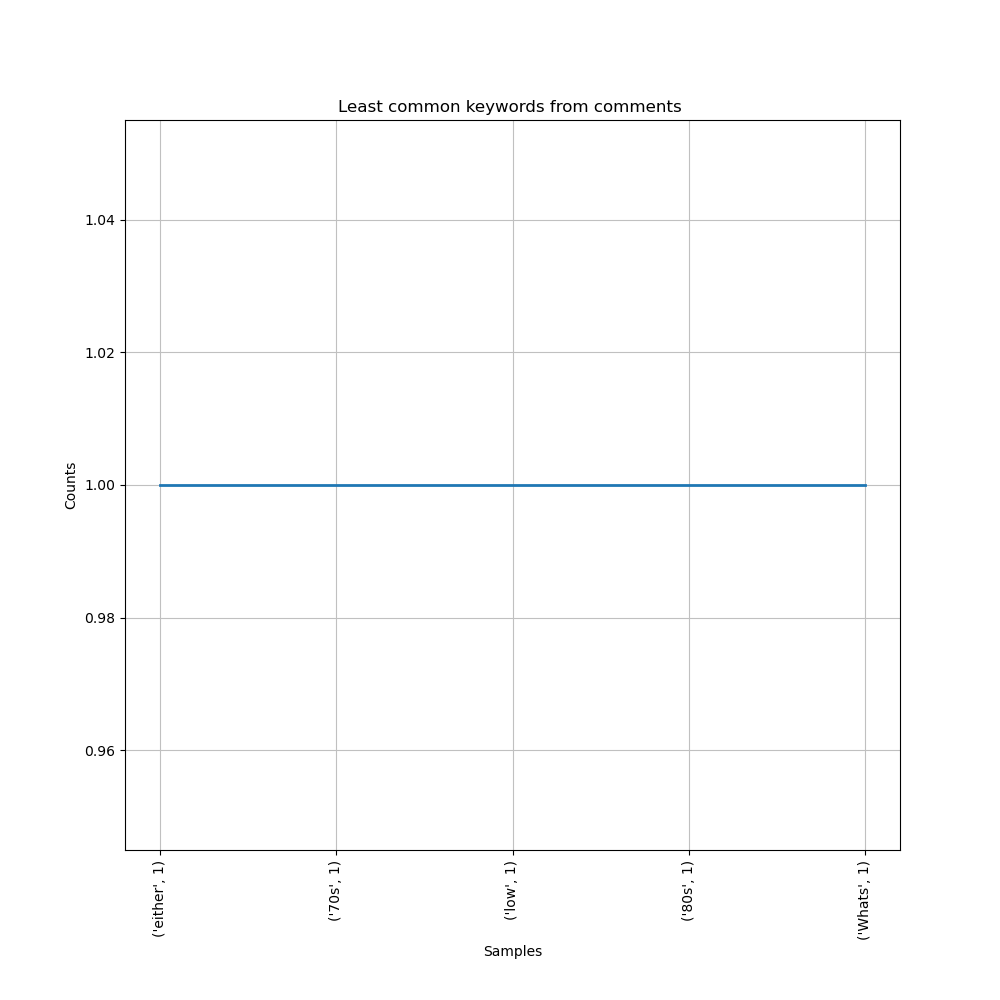 Least common keywords from comments
Counts
1.04
1.02
1.00
0.98
0.96
('either', 1)
('70s', 1)
('low', 1)
('80s', 1)
('Whats', 1)
Samples